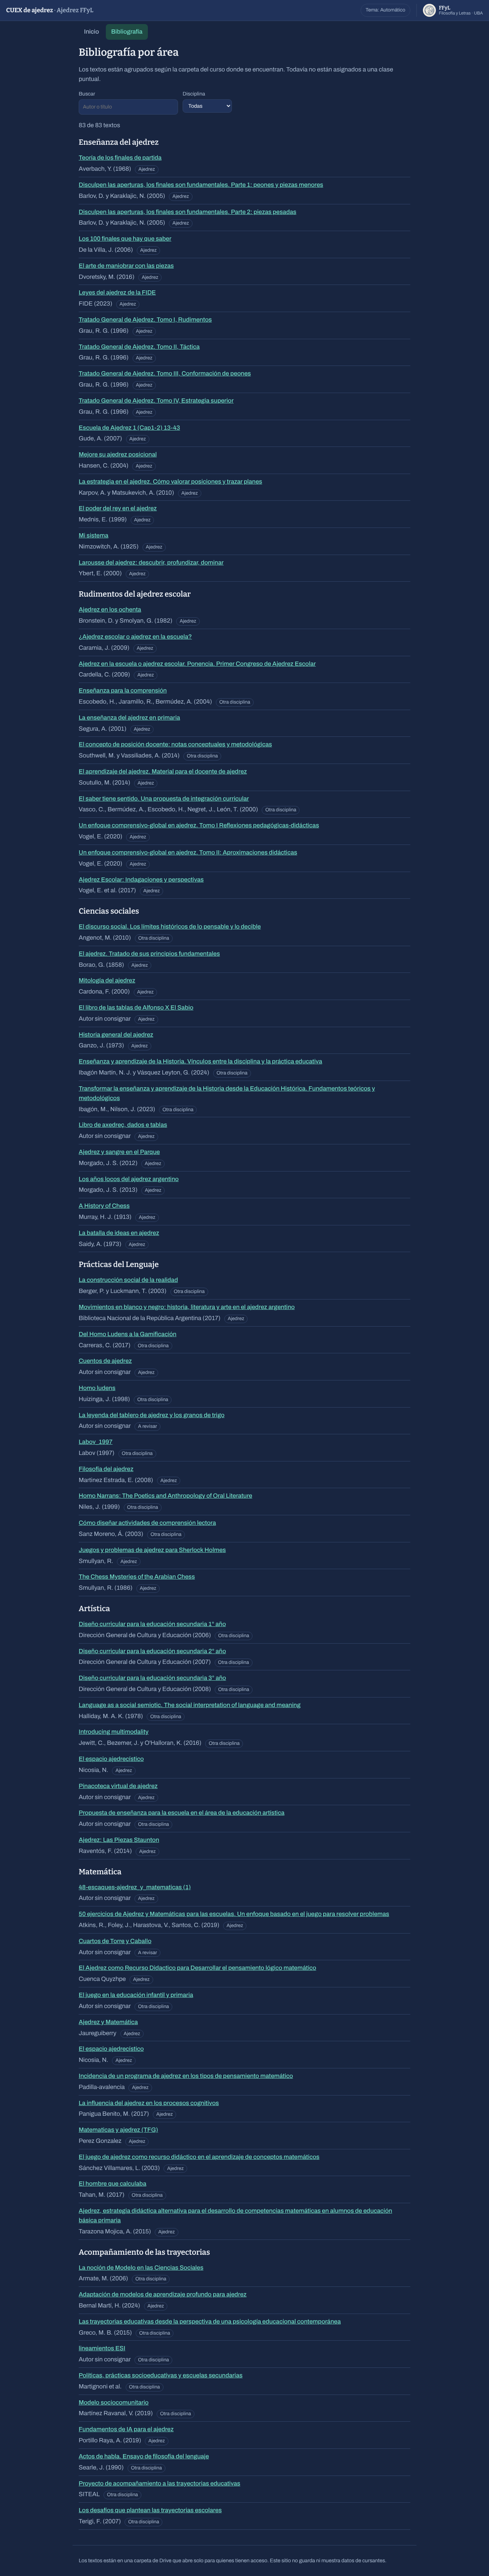 CUEX de ajedrez · Ajedrez FFyL
Tema: Automático
FFyL
Filosofía y Letras · UBA
Inicio
Bibliografía
Bibliografía por área
Los textos están agrupados según la carpeta del curso donde se encuentran. Todavía no están asignados a una clase
puntual.
Buscar
Disciplina
Autor o título
Todas
83 de 83 textos
Enseñanza del ajedrez
Teoría de los finales de partida
Averbach, Y. (1968) Ajedrez
Disculpen las aperturas, los finales son fundamentales. Parte 1: peones y piezas menores
Barlov, D. y Karaklajic, N. (2005) Ajedrez
Disculpen las aperturas, los finales son fundamentales. Parte 2: piezas pesadas
Barlov, D. y Karaklajic, N. (2005) Ajedrez
Los 100 finales que hay que saber
De la Villa, J. (2006) Ajedrez
El arte de maniobrar con las piezas
Dvoretsky, M. (2016) Ajedrez
Leyes del ajedrez de la FIDE
FIDE (2023) Ajedrez
Tratado General de Ajedrez. Tomo I, Rudimentos
Grau, R. G. (1996) Ajedrez
Tratado General de Ajedrez. Tomo II. Táctica
Grau, R. G. (1996) Ajedrez
Tratado General de Ajedrez. Tomo III, Conformación de peones
Grau, R. G. (1996) Ajedrez
Tratado General de Ajedrez. Tomo IV, Estrategia superior
Grau, R. G. (1996) Ajedrez
Escuela de Ajedrez 1 (Cap1-2) 13-43
Gude, A. (2007) Ajedrez
Mejore su ajedrez posicional
Hansen, C. (2004) Ajedrez
La estrategia en el ajedrez. Cómo valorar posiciones y trazar planes
Karpov, A. y Matsukevich, A. (2010) Ajedrez
El poder del rey en el ajedrez
Mednis, E. (1999) Ajedrez
Mi sistema
Nimzowitch, A. (1925) Ajedrez
Larousse del ajedrez: descubrir, profundizar, dominar
Ybert, E. (2000) Ajedrez
Rudimentos del ajedrez escolar
Ajedrez en los ochenta
Bronstein, D. y Smolyan, G. (1982) Ajedrez
¿Ajedrez escolar o ajedrez en la escuela?
Caramia, J. (2009) Ajedrez
Ajedrez en la escuela o ajedrez escolar. Ponencia. Primer Congreso de Ajedrez Escolar
Cardella, C. (2009) Ajedrez
Enseñanza para la comprensión
Escobedo, H., Jaramillo, R., Bermúdez, A. (2004) Otra disciplina
La enseñanza del ajedrez en primaria
Segura, A. (2001) Ajedrez
El concepto de posición docente: notas conceptuales y metodológicas
Southwell, M. y Vassiliades, A. (2014) Otra disciplina
El aprendizaje del ajedrez. Material para el docente de ajedrez
Soutullo, M. (2014) Ajedrez
El saber tiene sentido. Una propuesta de integración curricular
Vasco, C., Bermúdez, A., Escobedo, H., Negret, J., León, T. (2000) Otra disciplina
Un enfoque comprensivo-global en ajedrez. Tomo I Reflexiones pedagógicas-didácticas
Vogel, E. (2020) Ajedrez
Un enfoque comprensivo-global en ajedrez. Tomo II: Aproximaciones didácticas
Vogel, E. (2020) Ajedrez
Ajedrez Escolar: Indagaciones y perspectivas
Vogel, E. et al. (2017) Ajedrez
Ciencias sociales
El discurso social. Los límites históricos de lo pensable y lo decible
Angenot, M. (2010) Otra disciplina
El ajedrez. Tratado de sus principios fundamentales
Borao, G. (1858) Ajedrez
Mitología del ajedrez
Cardona, F. (2000) Ajedrez
El libro de las tablas de Alfonso X El Sabio
Autor sin consignar Ajedrez
Historia general del ajedrez
Ganzo, J. (1973) Ajedrez
Enseñanza y aprendizaje de la Historia. Vínculos entre la disciplina y la práctica educativa
Ibagón Martín, N. J. y Vásquez Leyton, G. (2024) Otra disciplina
Transformar la enseñanza y aprendizaje de la Historia desde la Educación Histórica. Fundamentos teóricos y
metodológicos
Ibagón, M., Nilson, J. (2023) Otra disciplina
Libro de axedrec, dados e tablas
Autor sin consignar Ajedrez
Ajedrez y sangre en el Parque
Morgado, J. S. (2012) Ajedrez
Los años locos del ajedrez argentino
Morgado, J. S. (2013) Ajedrez
A History of Chess
Murray, H. J. (1913) Ajedrez
La batalla de ideas en ajedrez
Saidy, A. (1973) Ajedrez
Prácticas del Lenguaje
La construcción social de la realidad
Berger, P. y Luckmann, T. (2003) Otra disciplina
Movimientos en blanco y negro: historia, literatura y arte en el ajedrez argentino
Biblioteca Nacional de la República Argentina (2017) Ajedrez
Del Homo Ludens a la Gamificación
Carreras, C. (2017) Otra disciplina
Cuentos de ajedrez
Autor sin consignar Ajedrez
Homo ludens
Huizinga, J. (1998) Otra disciplina
La leyenda del tablero de ajedrez y los granos de trigo
Autor sin consignar A revisar
Labov_1997
Labov (1997) Otra disciplina
Filosofía del ajedrez
Martínez Estrada, E. (2008) Ajedrez
Homo Narrans: The Poetics and Anthropology of Oral Literature
Niles, J. (1999) Otra disciplina
Cómo diseñar actividades de comprensión lectora
Sanz Moreno, Á. (2003) Otra disciplina
Juegos y problemas de ajedrez para Sherlock Holmes
Smullyan, R. Ajedrez
The Chess Mysteries of the Arabian Chess
Smullyan, R. (1986) Ajedrez
Artística
Diseño curricular para la educación secundaria 1° año
Dirección General de Cultura y Educación (2006) Otra disciplina
Diseño curricular para la educación secundaria 2° año
Dirección General de Cultura y Educación (2007) Otra disciplina
Diseño curricular para la educación secundaria 3° año
Dirección General de Cultura y Educación (2008) Otra disciplina
Language as a social semiotic. The social interpretation of language and meaning
Halliday, M. A. K. (1978) Otra disciplina
Introducing multimodality
Jewitt, C., Bezemer, J. y O'Halloran, K. (2016) Otra disciplina
El espacio ajedrecístico
Nicosia, N. Ajedrez
Pinacoteca virtual de ajedrez
Autor sin consignar Ajedrez
Propuesta de enseñanza para la escuela en el área de la educación artística
Autor sin consignar Otra disciplina
Ajedrez: Las Piezas Staunton
Raventós, F. (2014) Ajedrez
Matemática
48-escaques-ajedrez_y_matematicas (1)
Autor sin consignar Ajedrez
50 ejercicios de Ajedrez y Matemáticas para las escuelas. Un enfoque basado en el juego para resolver problemas
Atkins, R., Foley, J., Harastova, V., Santos, C. (2019) Ajedrez
Cuartos de Torre y Caballo
Autor sin consignar A revisar
El Ajedrez como Recurso Didactico para Desarrollar el pensamiento lógico matemático
Cuenca Quyzhpe Ajedrez
El juego en la educación infantil y primaria
Autor sin consignar Otra disciplina
Ajedrez y Matemática
Jaureguiberry Ajedrez
El espacio ajedrecístico
Nicosia, N. Ajedrez
Incidencia de un programa de ajedrez en los tipos de pensamiento matemático
Padilla-avalencia Ajedrez
La influencia del ajedrez en los procesos cognitivos
Panigua Benito, M. (2017) Ajedrez
Matematicas y ajedrez (TFG)
Perez Gonzalez Ajedrez
El juego de ajedrez como recurso didáctico en el aprendizaje de conceptos matemáticos
Sánchez Villamares, L. (2003) Ajedrez
El hombre que calculaba
Tahan, M. (2017) Otra disciplina
Ajedrez, estrategia didáctica alternativa para el desarrollo de competencias matemáticas en alumnos de educación
básica primaria
Tarazona Mojica, A. (2015) Ajedrez
Acompañamiento de las trayectorias
La noción de Modelo en las Ciencias Sociales
Armate, M. (2006) Otra disciplina
Adaptación de modelos de aprendizaje profundo para ajedrez
Bernal Martí, H. (2024) Ajedrez
Las trayectorias educativas desde la perspectiva de una psicología educacional contemporánea
Greco, M. B. (2015) Otra disciplina
lineamientos ESI
Autor sin consignar Otra disciplina
Políticas, prácticas socioeducativas y escuelas secundarias
Martignoni et al. Otra disciplina
Modelo sociocomunitario
Martínez Ravanal, V. (2019) Otra disciplina
Fundamentos de IA para el ajedrez
Portillo Raya, A. (2019) Ajedrez
Actos de habla. Ensayo de filosofía del lenguaje
Searle, J. (1990) Otra disciplina
Proyecto de acompañamiento a las trayectorias educativas
SITEAL Otra disciplina
Los desafíos que plantean las trayectorias escolares
Terigi, F. (2007) Otra disciplina
Los textos están en una carpeta de Drive que abre solo para quienes tienen acceso. Este sitio no guarda ni muestra datos de cursantes.